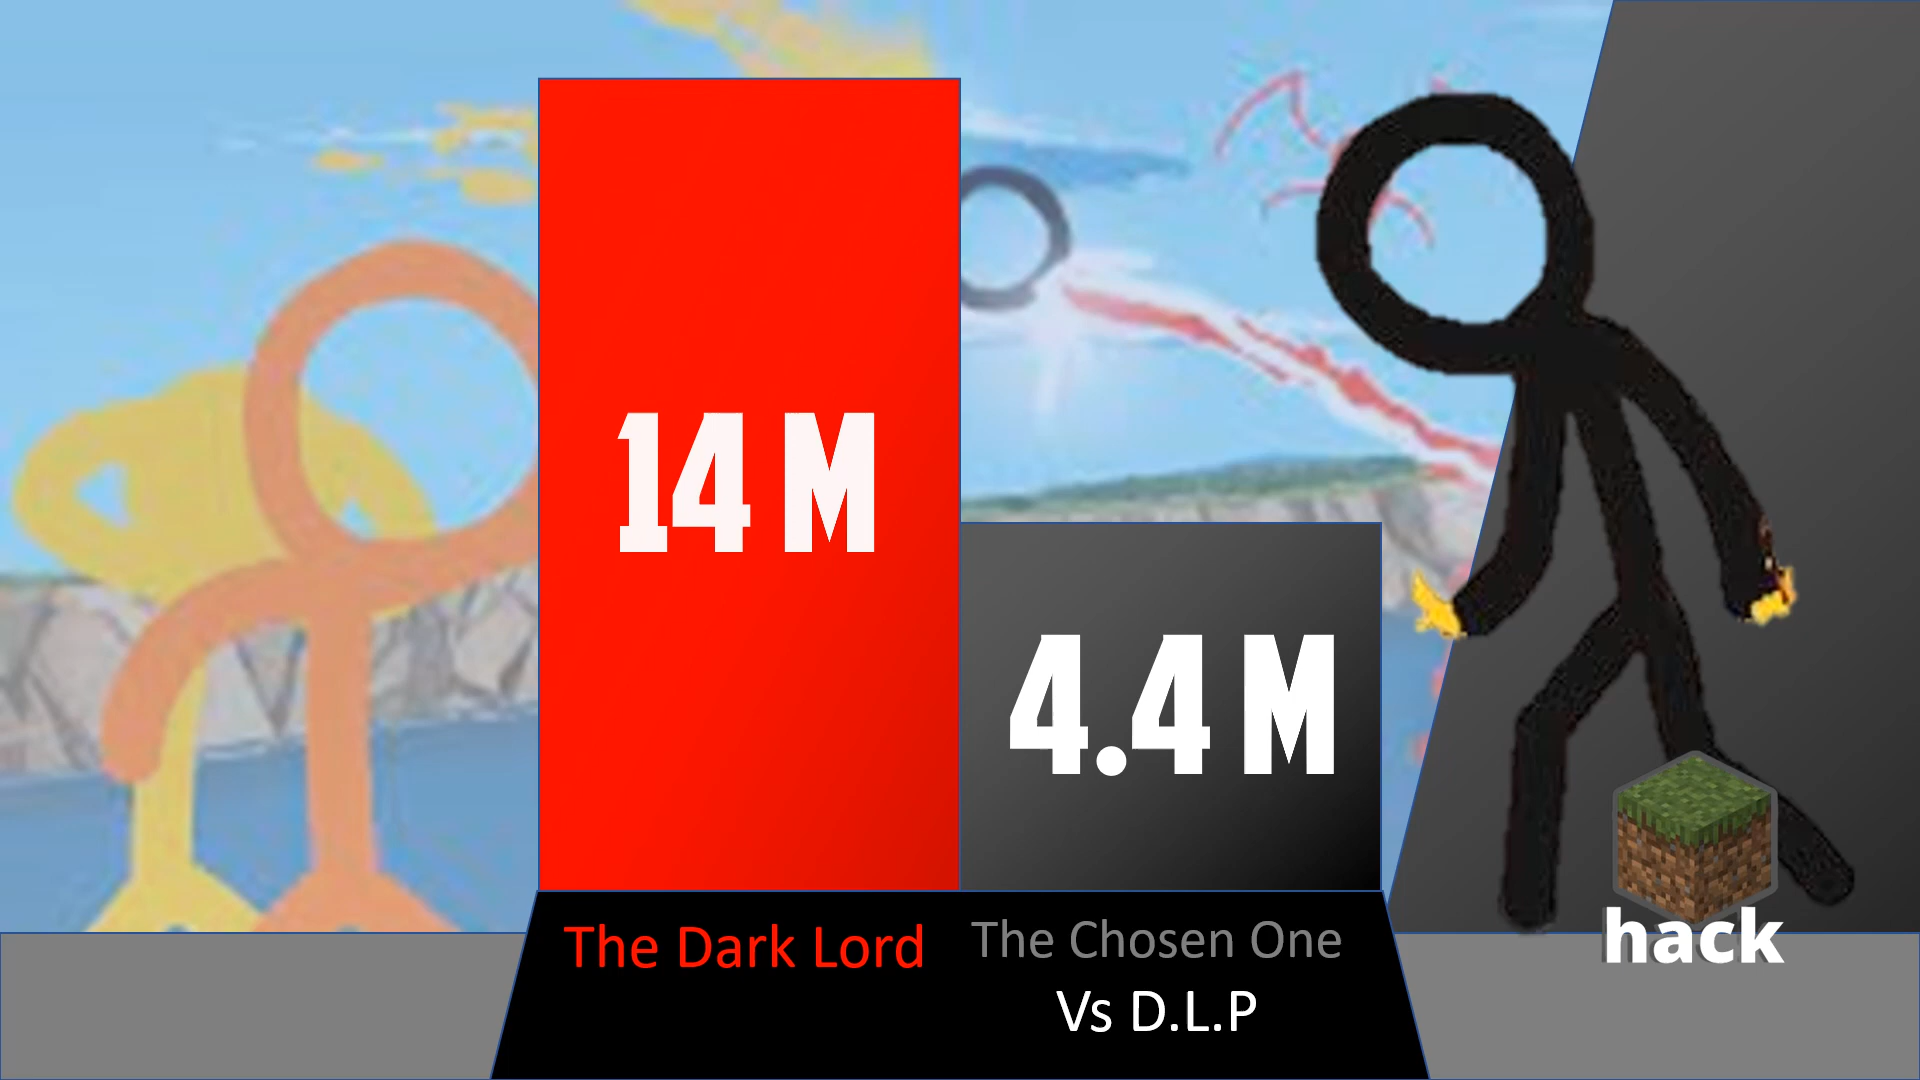 14 M
4.4 M
The Dark Lord
The Chosen One
Vs D.L.P
hack